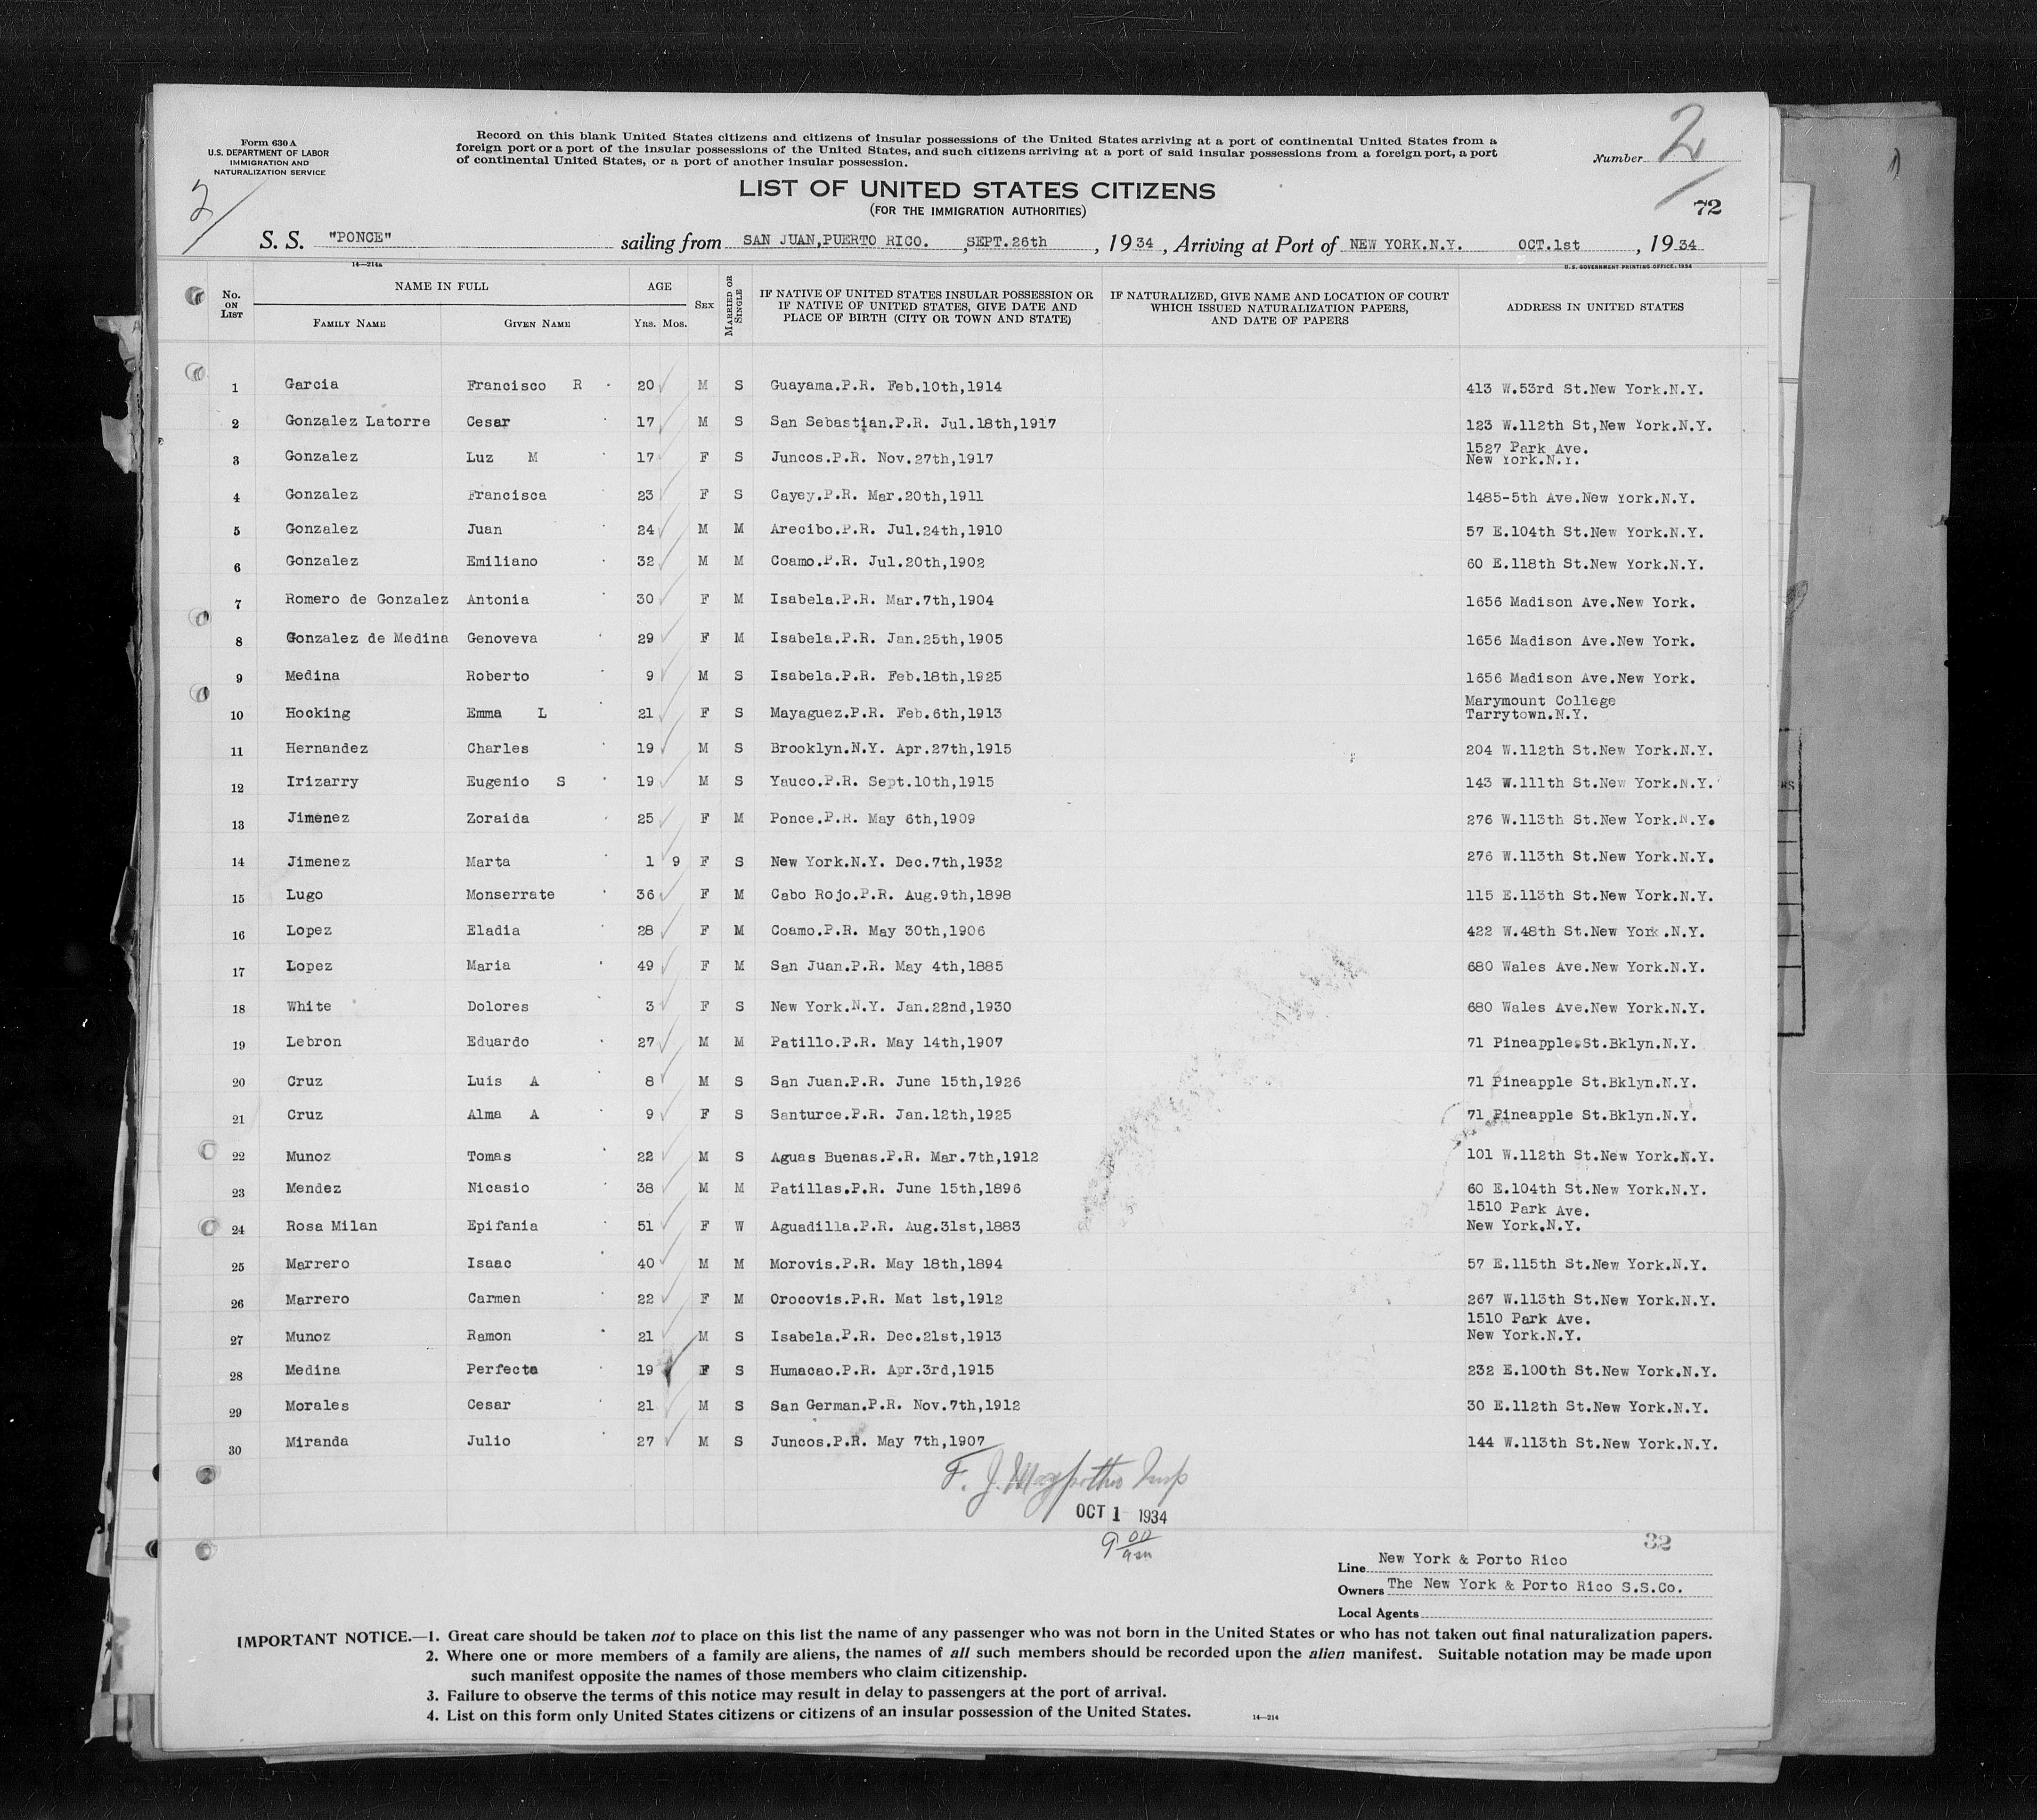 Form 630 A
U.S. DEPARTMENT OF LABOR
IMMIGRATION AND
NATURALIZATION SERVICE
Record on this blank United States citizens and citizens of insular possessions of the United States arriving at a port of continental United States from a
foreign port or a port of the insular possessions of the United States, and such citizens arriving at a port of said insular possessions from a foreign port, a port
of continental United States, or a port of another insular possession.
Number 2
2
LIST OF UNITED STATES CITIZENS
(FOR THE IMMIGRATION AUTHORITIES)
72
S. S. "PONCE" sailing from SAN JUAN,PUERTO RICO. ,SEPT.26th , 1934 , Arriving at Port of NEW YORK.N.Y. OCT.1st , 1934
14—214a
U. S. GOVERNMENT PRINTING OFFICE: 1934
No. ON LIST NAME IN FULL FAMILY NAME GIVEN NAME AGE YRS. MOS. SEX MARRIED OR SINGLE IF NATIVE OF UNITED STATES INSULAR POSSESSION OR IF NATIVE OF UNITED STATES, GIVE DATE AND PLACE OF BIRTH (CITY OR TOWN AND STATE) IF NATURALIZED, GIVE NAME AND LOCATION OF COURT WHICH ISSUED NATURALIZATION PAPERS, AND DATE OF PAPERS ADDRESS IN UNITED STATES
1 Garcia Francisco R 20 M S Guayama.P.R. Feb.10th,1914 413 W.53rd St.New York.N.Y.
2 Gonzalez Latorre Cesar 17 M S San Sebastian.P.R. Jul.18th,1917 123 W.112th St,New York.N.Y.
3 Gonzalez Luz M 17 F S Juncos.P.R. Nov.27th,1917 1527 Park Ave. New York.N.Y.
4 Gonzalez Francisca 23 F S Cayey.P.R. Mar.20th,1911 1485-5th Ave.New York.N.Y.
5 Gonzalez Juan 24 M M Arecibo.P.R. Jul.24th,1910 57 E.104th St.New York.N.Y.
6 Gonzalez Emiliano 32 M M Coamo.P.R. Jul.20th,1902 60 E.118th St.New York.N.Y.
7 Romero de Gonzalez Antonia 30 F M Isabela.P.R. Mar.7th,1904 1656 Madison Ave.New York.
8 Gonzalez de Medina Genoveva 29 F M Isabela.P.R. Jan.25th,1905 1656 Madison Ave.New York.
9 Medina Roberto 9 M S Isabela.P.R. Feb.18th,1925 1656 Madison Ave.New York.
10 Hocking Emma L 21 F S Mayaguez.P.R. Feb.6th,1913 Marymount College Tarrytown.N.Y.
11 Hernandez Charles 19 M S Brooklyn.N.Y. Apr.27th,1915 204 W.112th St.New York.N.Y.
12 Irizarry Eugenio S 19 M S Yauco.P.R. Sept.10th,1915 143 W.111th St.New York.N.Y.
13 Jimenez Zoraida 25 F M Ponce.P.R. May 6th,1909 276 W.113th St.New York.N.Y.
14 Jimenez Marta 1 9 F S New York.N.Y. Dec.7th,1932 276 W.113th St.New York.N.Y.
15 Lugo Monserrate 36 F M Cabo Rojo.P.R. Aug.9th,1898 115 E.113th St.New York.N.Y.
16 Lopez Eladia 28 F M Coamo.P.R. May 30th,1906 422 W.48th St.New York.N.Y.
17 Lopez Maria 49 F M San Juan.P.R. May 4th,1885 680 Wales Ave.New York.N.Y.
18 White Dolores 3 F S New York.N.Y. Jan.22nd,1930 680 Wales Ave.New York.N.Y.
19 Lebron Eduardo 27 M M Patillo.P.R. May 14th,1907 71 Pineapple.St.Bklyn.N.Y.
20 Cruz Luis A 8 M S San Juan.P.R. June 15th,1926 71 Pineapple St.Bklyn.N.Y.
21 Cruz Alma A 9 F S Santurce.P.R. Jan.12th,1925 71 Pineapple St.Bklyn.N.Y.
22 Munoz Tomas 22 M S Aguas Buenas.P.R. Mar.7th,1912 101 W.112th St.New York.N.Y.
23 Mendez Nicasio 38 M M Patillas.P.R. June 15th,1896 60 E.104th St.New York.N.Y.
24 Rosa Milan Epifania 51 F W Aguadilla.P.R. Aug.31st,1883 1510 Park Ave. New York.N.Y.
25 Marrero Isaac 40 M M Morovis.P.R. May 18th,1894 57 E.115th St.New York.N.Y.
26 Marrero Carmen 22 F M Orocovis.P.R. Mat 1st,1912 267 W.113th St.New York.N.Y.
27 Munoz Ramon 21 M S Isabela.P.R. Dec.21st,1913 1510 Park Ave. New York.N.Y.
28 Medina Perfecta 19 F S Humacao.P.R. Apr.3rd,1915 232 E.100th St.New York.N.Y.
29 Morales Cesar 21 M S San German.P.R. Nov.7th,1912 30 E.112th St.New York.N.Y.
30 Miranda Julio 27 M S Juncos.P.R. May 7th,1907 144 W.113th St.New York.N.Y.
F. J. Insp
OCT 1 1934
9 00 am
32
Line New York & Porto Rico
Owners The New York & Porto Rico S.S.Co.
Local Agents
IMPORTANT NOTICE.—1. Great care should be taken not to place on this list the name of any passenger who was not born in the United States or who has not taken out final naturalization papers.
2. Where one or more members of a family are aliens, the names of all such members should be recorded upon the alien manifest. Suitable notation may be made upon
such manifest opposite the names of those members who claim citizenship.
3. Failure to observe the terms of this notice may result in delay to passengers at the port of arrival.
4. List on this form only United States citizens or citizens of an insular possession of the United States.
14—214